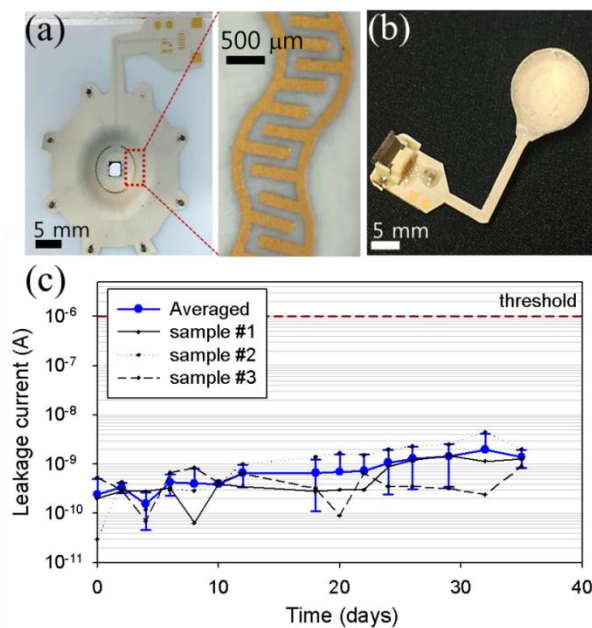 (a)
500 μm
5 mm
(b)
5 mm
(c)
Leakage current (A)
10⁻⁶
10⁻⁷
10⁻⁸
10⁻⁹
10⁻¹⁰
10⁻¹¹
threshold
Averaged
sample #1
sample #2
sample #3
0 10 20 30 40
Time (days)